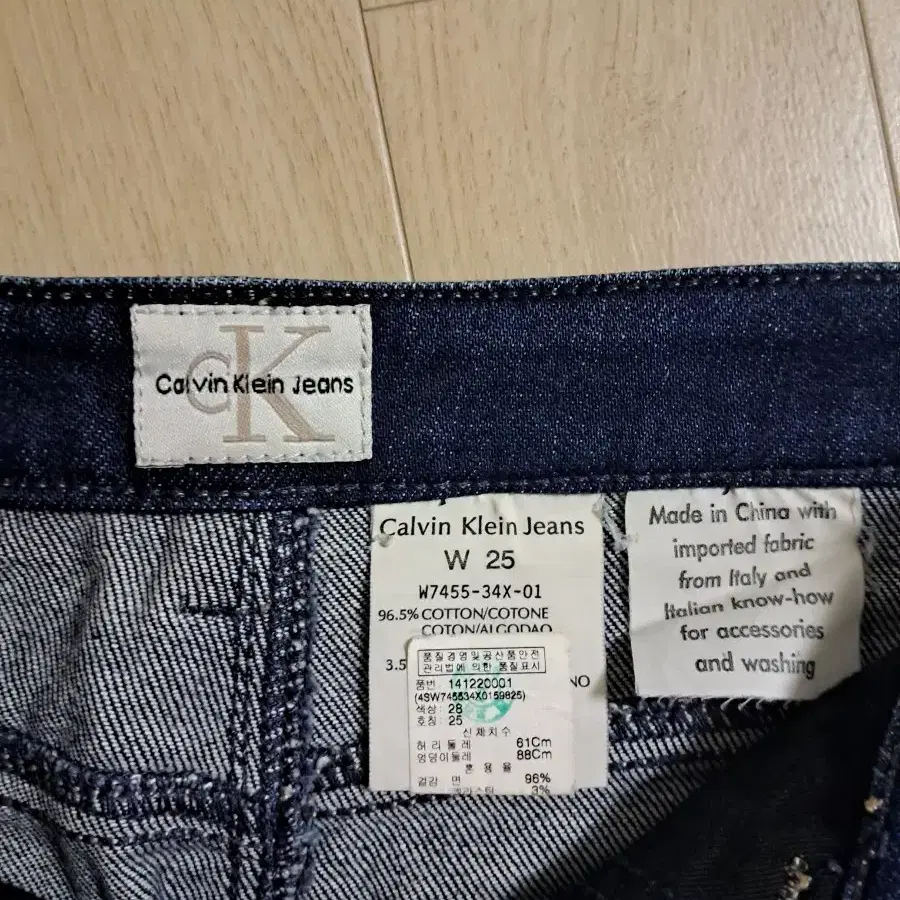 CK
Calvin Klein Jeans
Calvin Klein Jeans
W 25
W7455-34X-01
96.5% COTTON/COTONE
COTON/ALGODAO
3.5
NO
품질경영및공산품안전
관리법에 의한 품질표시
품번: 141220001
(4SW745534X0159825)
색상: 28
호칭: 25
신체치수
허리둘레 61Cm
엉덩이둘레 88Cm
혼용율
겉감 면 96%
3%
Made in China with
imported fabric
from Italy and
Italian know-how
for accessories
and washing